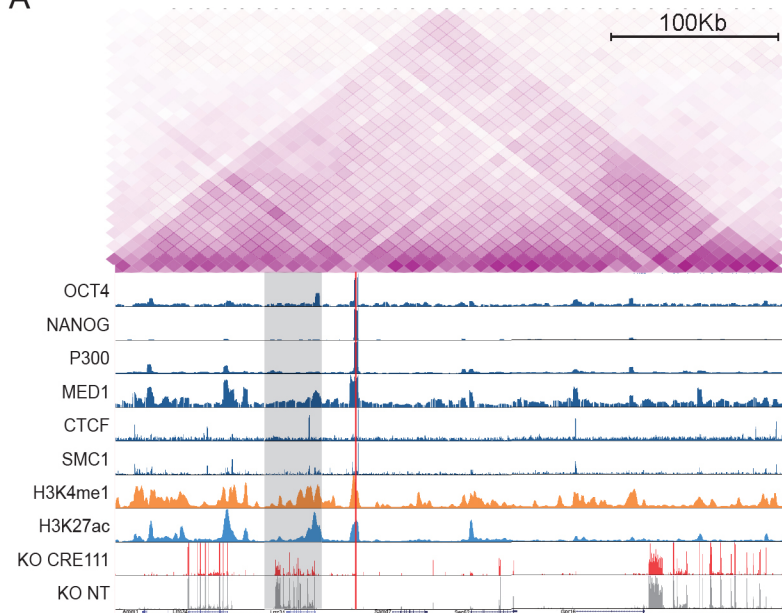 A
100Kb
OCT4
NANOG
P300
MED1
CTCF
SMC1
H3K4me1
H3K27ac
KO CRE111
KO NT